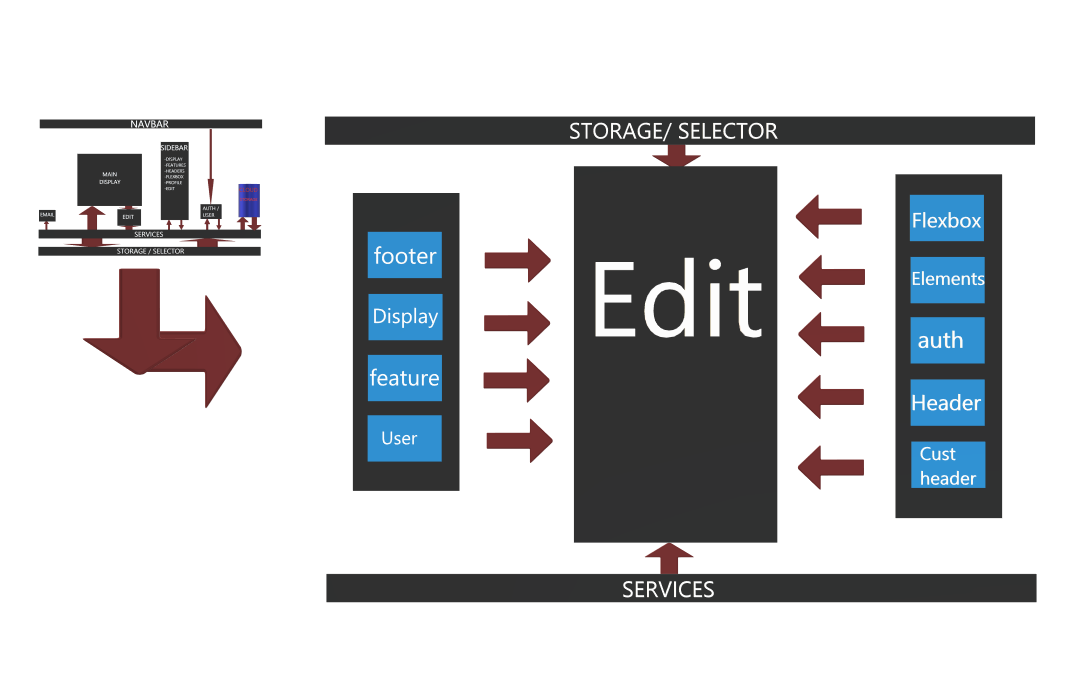 NAVBAR
SIDEBAR
-DISPLAY
-FEATURES
-HEADERS
-FLEXBOX
-PROFILE
-EDIT
MAIN
DISPLAY
EMAIL
EDIT
AUTH /
USER
SERVICES
STORAGE / SELECTOR
STORAGE/ SELECTOR
footer
Display
feature
User
Edit
Flexbox
Elements
auth
Header
Cust
header
SERVICES